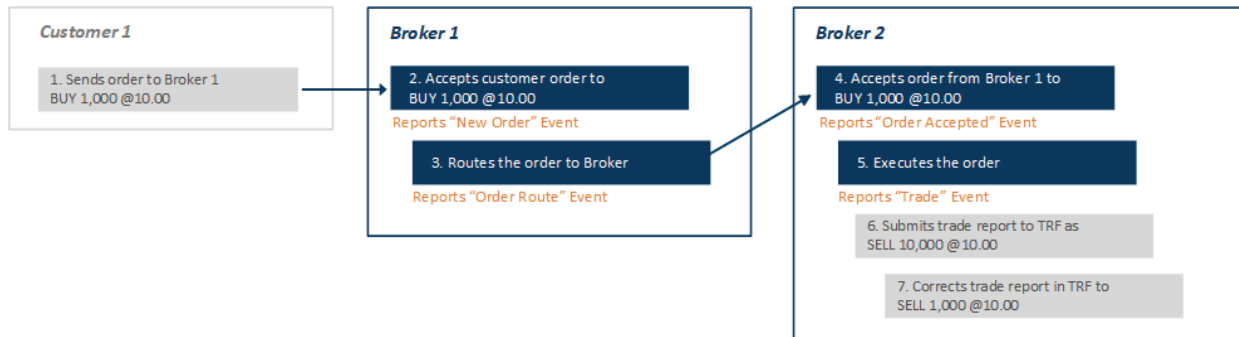 Customer 1
1. Sends order to Broker 1
BUY 1,000 @10.00
Broker 1
2. Accepts customer order to
BUY 1,000 @10.00
Reports “New Order” Event
3. Routes the order to Broker
Reports “Order Route” Event
Broker 2
4. Accepts order from Broker 1 to
BUY 1,000 @10.00
Reports “Order Accepted” Event
5. Executes the order
Reports “Trade” Event
6. Submits trade report to TRF as
SELL 10,000 @10.00
7. Corrects trade report in TRF to
SELL 1,000 @10.00